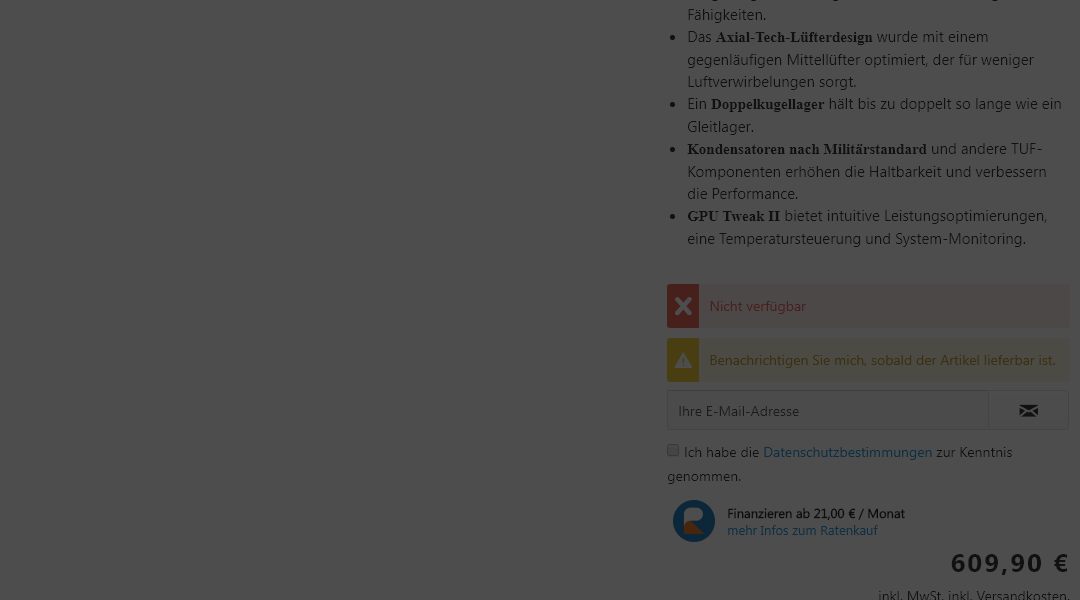 Fähigkeiten.
Das Axial-Tech-Lüfterdesign wurde mit einem
gegenläufigen Mittellüfter optimiert, der für weniger
Luftverwirbelungen sorgt.
Ein Doppelkugellager hält bis zu doppelt so lange wie ein
Gleitlager.
Kondensatoren nach Militärstandard und andere TUF-
Komponenten erhöhen die Haltbarkeit und verbessern
die Performance.
GPU Tweak II bietet intuitive Leistungsoptimierungen,
eine Temperatursteuerung und System-Monitoring.
Nicht verfügbar
Benachrichtigen Sie mich, sobald der Artikel lieferbar ist.
Ihre E-Mail-Adresse
Ich habe die Datenschutzbestimmungen zur Kenntnis
genommen.
Finanzieren ab 21,00 € / Monat
mehr Infos zum Ratenkauf
609,90 €
inkl. MwSt. inkl. Versandkosten.